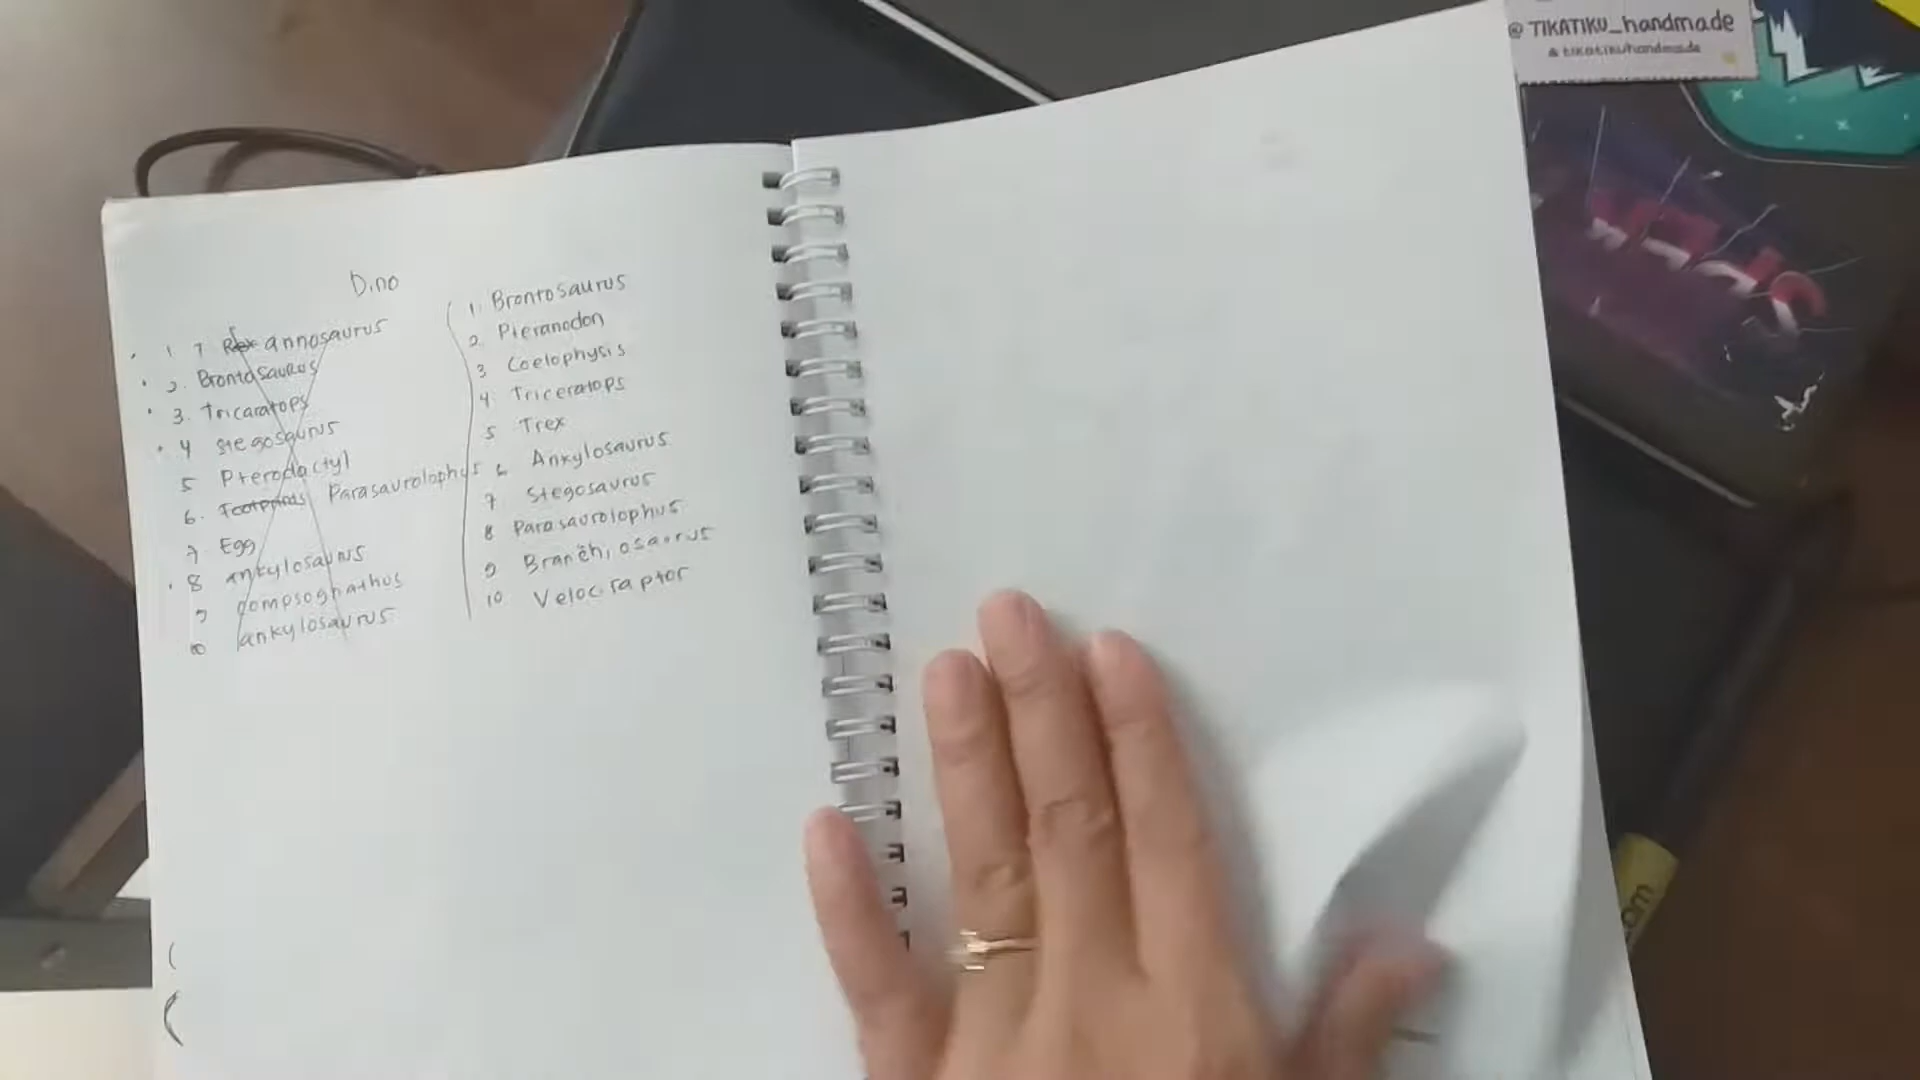 Dino
1 T Rex annosaurus
2. BrontosauRus
3. Tricaratops
4 Stegosaurus
5 Pterodactyl
6. Footprints Parasaurolophus
7 Egg
8 ankylosaurus
9 compsognathus
10 ankylosaurus
1. Brontosaurus
2. Pteranodon
3 Coelophysis
4 Triceratops
5 Trex
6 Ankylosaurus
7 Stegosaurus
8 Parasaurolophus
9 Branchiosaurus
10 Velociraptor
@ TIKATIKU_handmade
& tikatikuhandmade
om